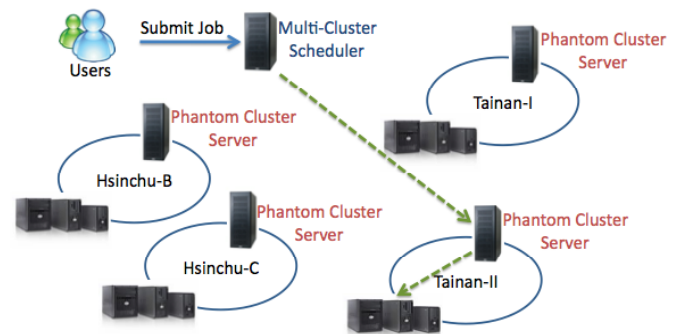 Submit Job
Users
Multi-Cluster
Scheduler
Phantom Cluster
Server
Tainan-I
Phantom Cluster
Server
Hsinchu-B
Phantom Cluster
Server
Hsinchu-C
Phantom Cluster
Server
Tainan-II